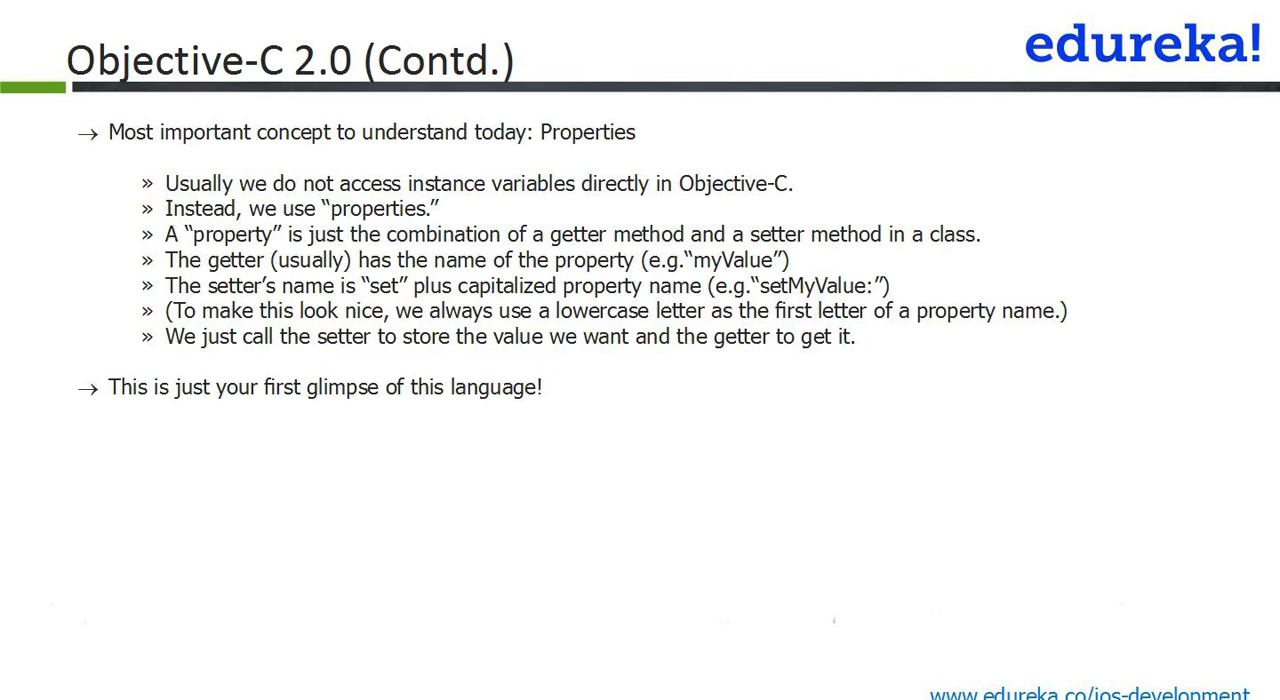 Objective-C 2.0 (Contd.)
edureka!
→ Most important concept to understand today: Properties
» Usually we do not access instance variables directly in Objective-C.
» Instead, we use “properties.”
» A “property” is just the combination of a getter method and a setter method in a class.
» The getter (usually) has the name of the property (e.g.“myValue”)
» The setter’s name is “set” plus capitalized property name (e.g.“setMyValue:”)
» (To make this look nice, we always use a lowercase letter as the first letter of a property name.)
» We just call the setter to store the value we want and the getter to get it.
→ This is just your first glimpse of this language!
www.edureka.co/ios-development